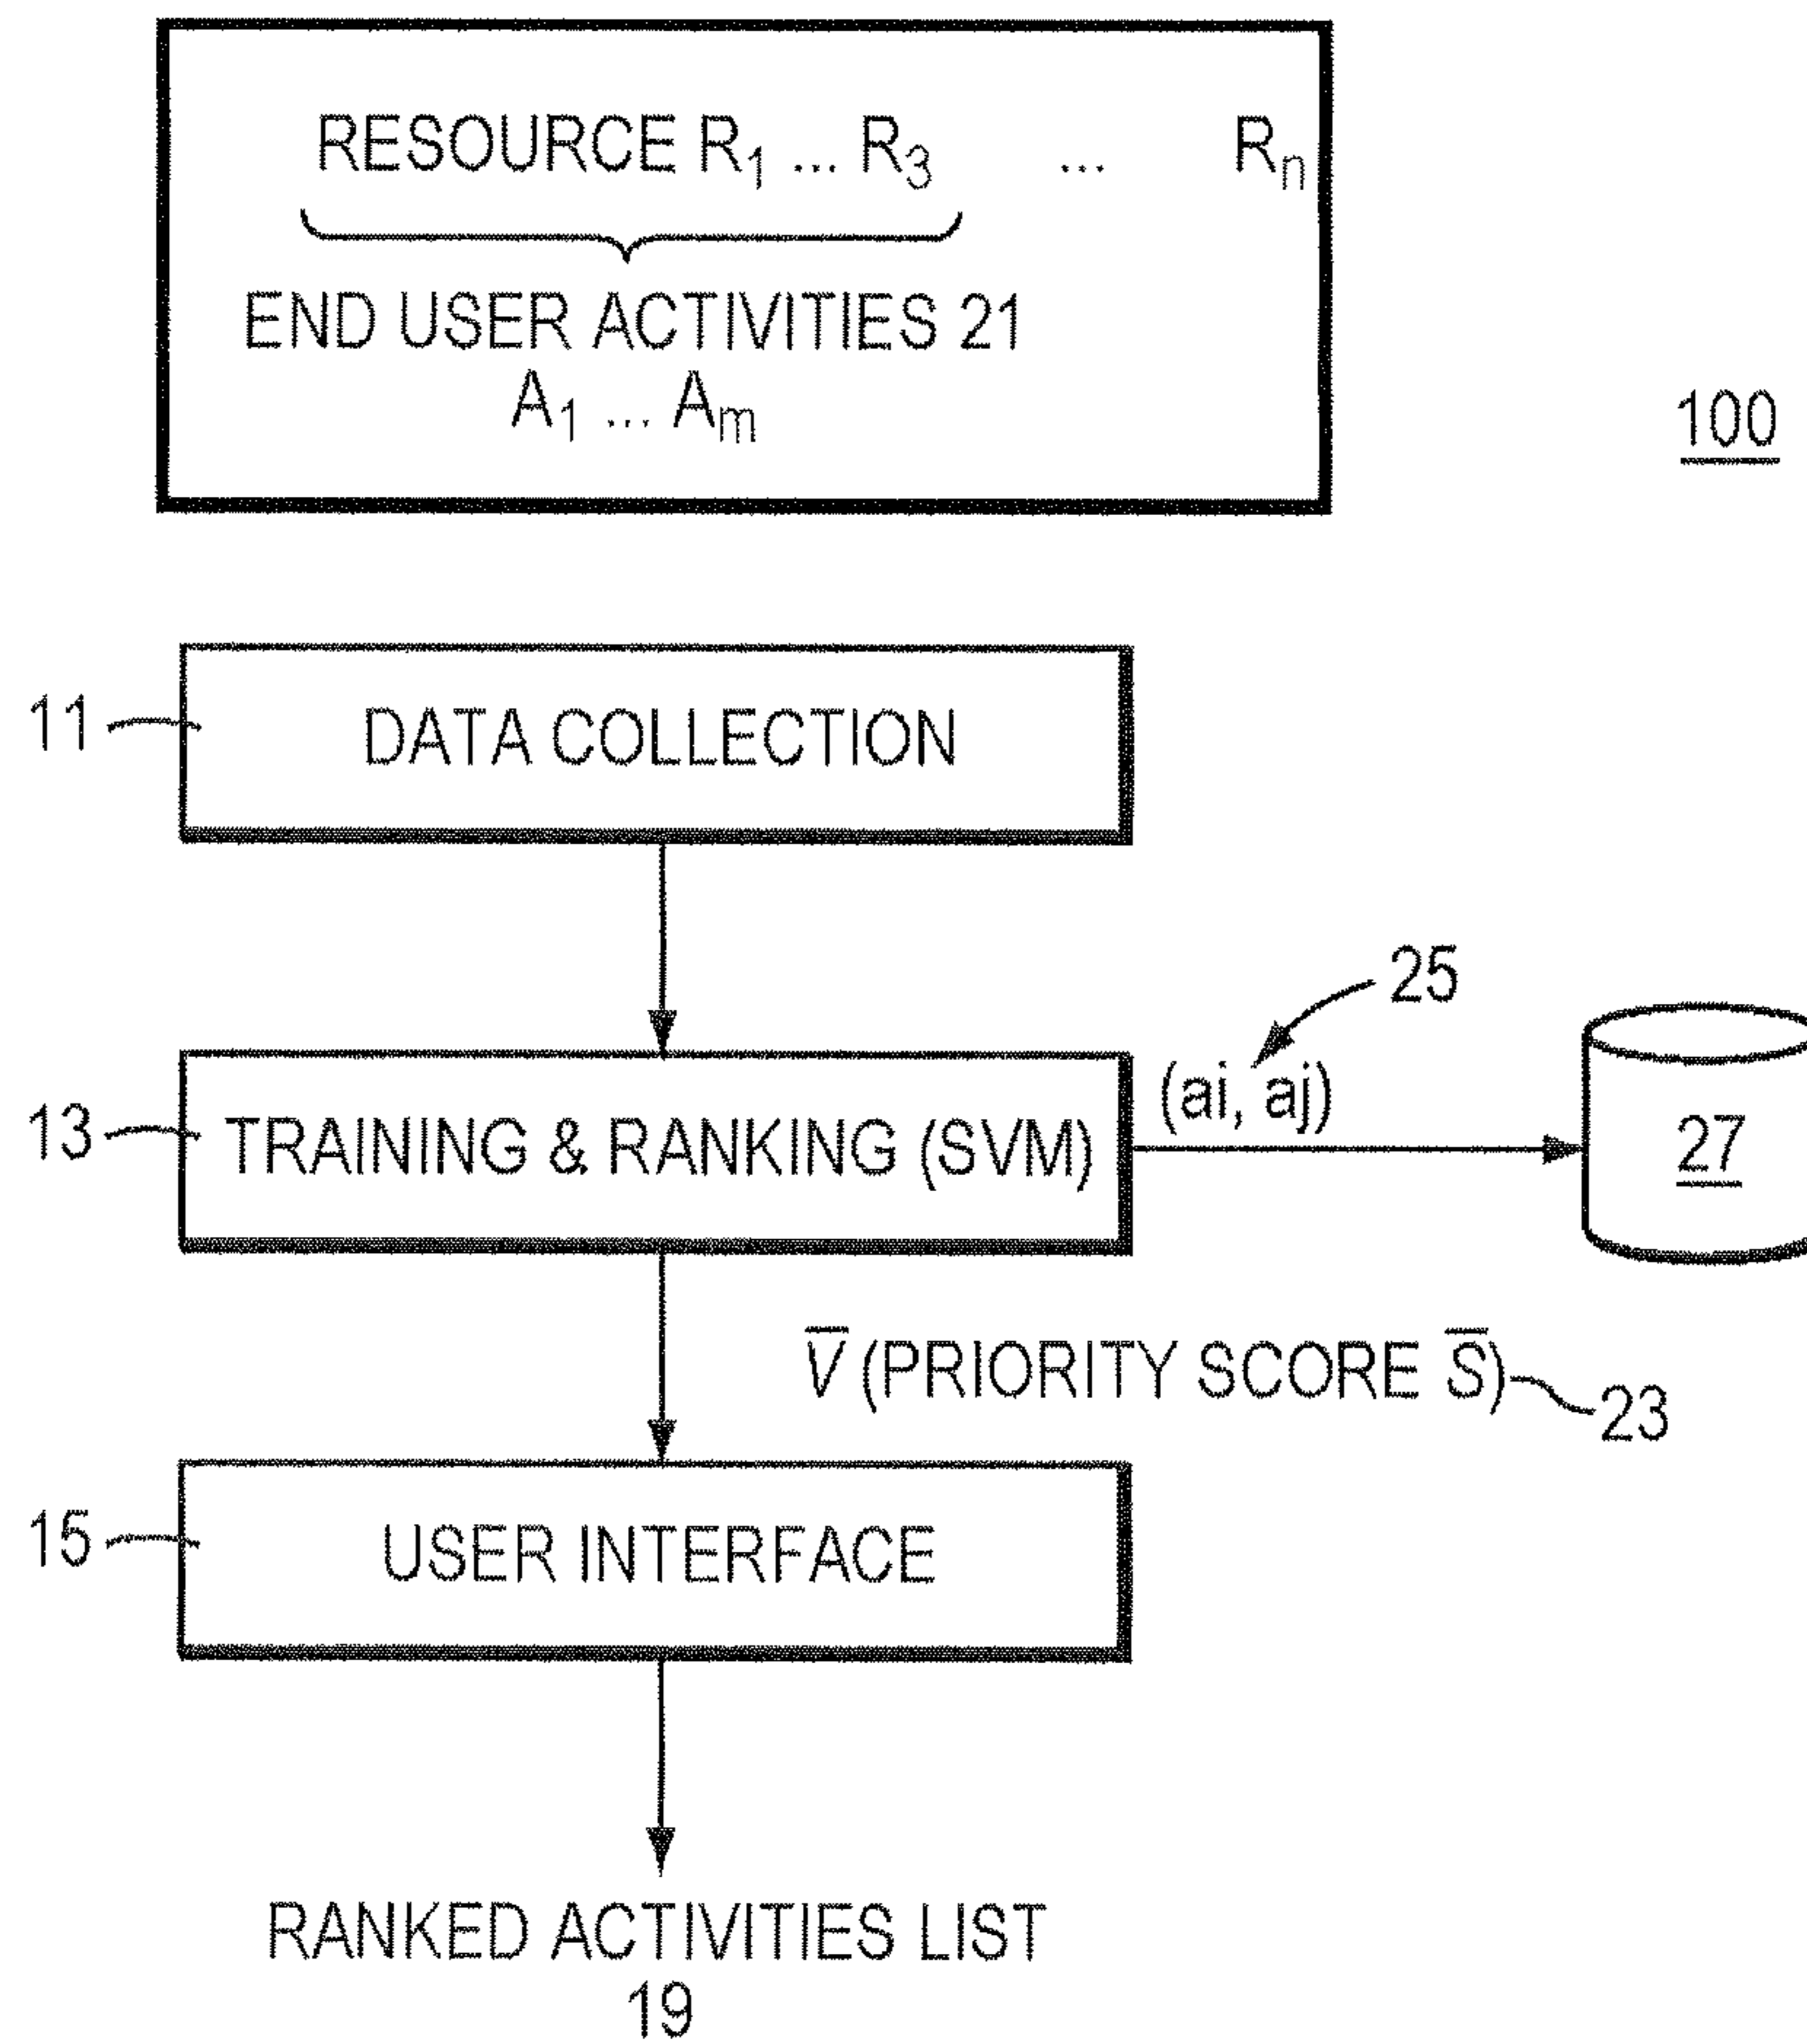 RESOURCE R1 ... R3 ... Rn
END USER ACTIVITIES 21
A1 ... Am
100
11
DATA COLLECTION
25
(ai, aj)
13
TRAINING & RANKING (SVM)
27
V̅ (PRIORITY SCORE S̅)
23
15
USER INTERFACE
RANKED ACTIVITIES LIST
19